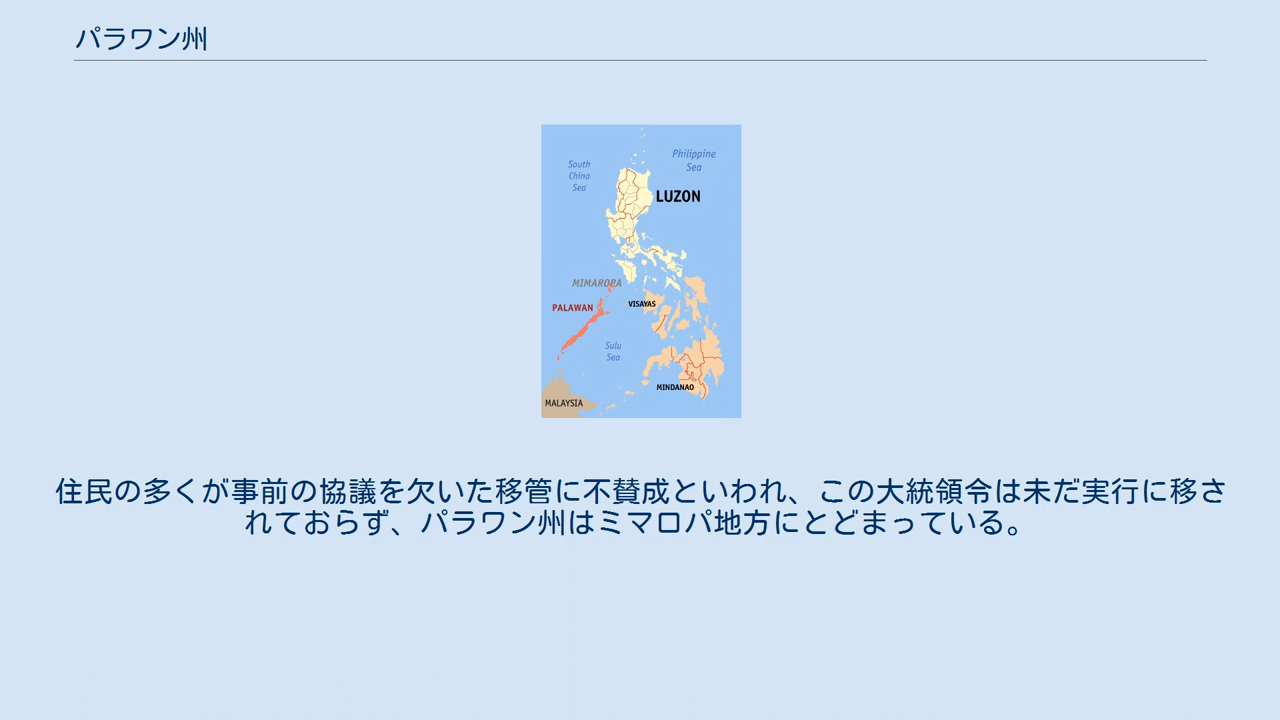 パラワン州
South
China
Sea
Philippine
Sea
LUZON
MIMAROPA
PALAWAN
VISAYAS
Sulu
Sea
MINDANAO
MALAYSIA
住民の多くが事前の協議を欠いた移管に不賛成といわれ、この大統領令は未だ実行に移さ
れておらず、パラワン州はミマロパ地方にとどまっている。